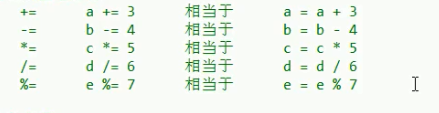 += a += 3 相当于 a = a + 3
-= b -= 4 相当于 b = b - 4
*= c *= 5 相当于 c = c * 5
/= d /= 6 相当于 d = d / 6
%= e %= 7 相当于 e = e % 7